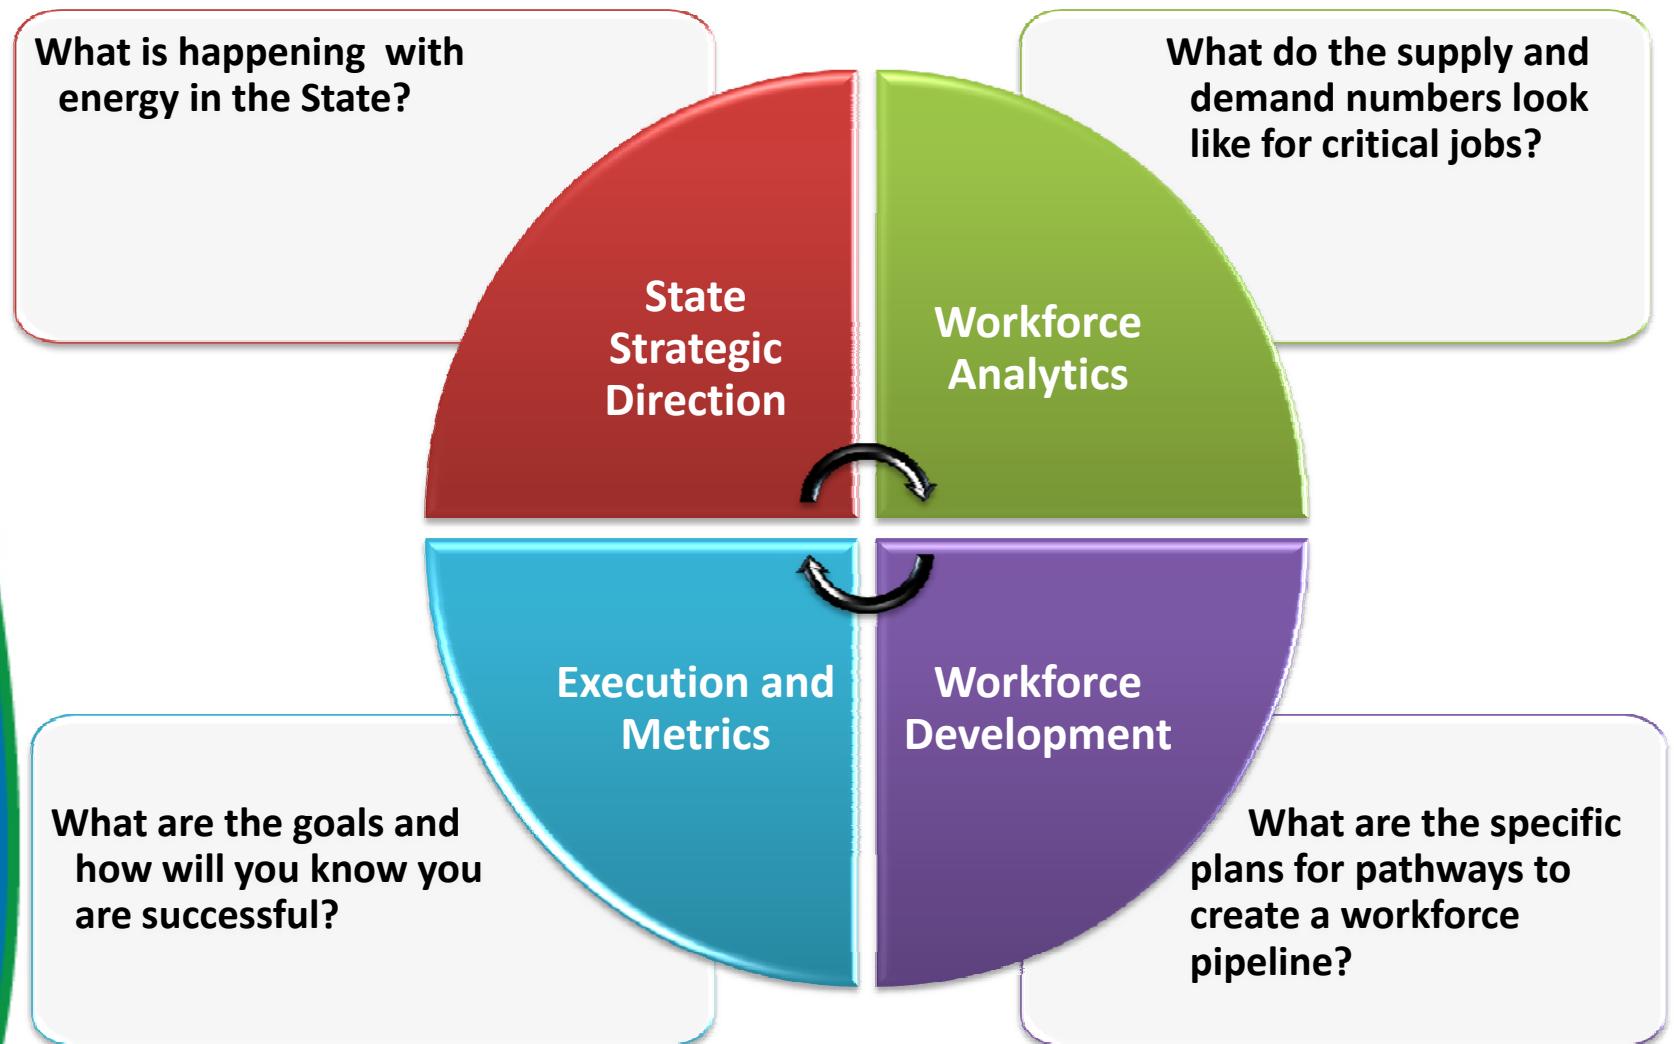 What is happening  with
energy in the State?
What do the supply and
demand numbers look
like for critical jobs?
State
Strategic
Direction
Workforce
Analytics
Execution and
Metrics
Workforce
Development
What are the goals and
how will you know you
are successful?
What are the specific
plans for pathways to
create a workforce
pipeline?